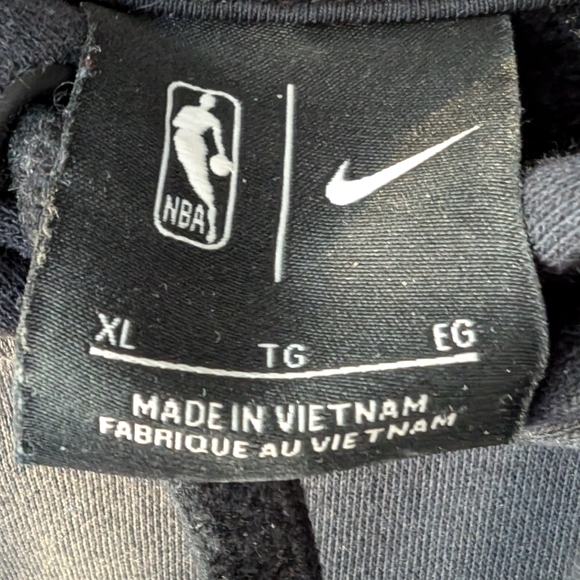 NBA
XL TG EG
MADE IN VIETNAM
FABRIQUE AU VIETNAM